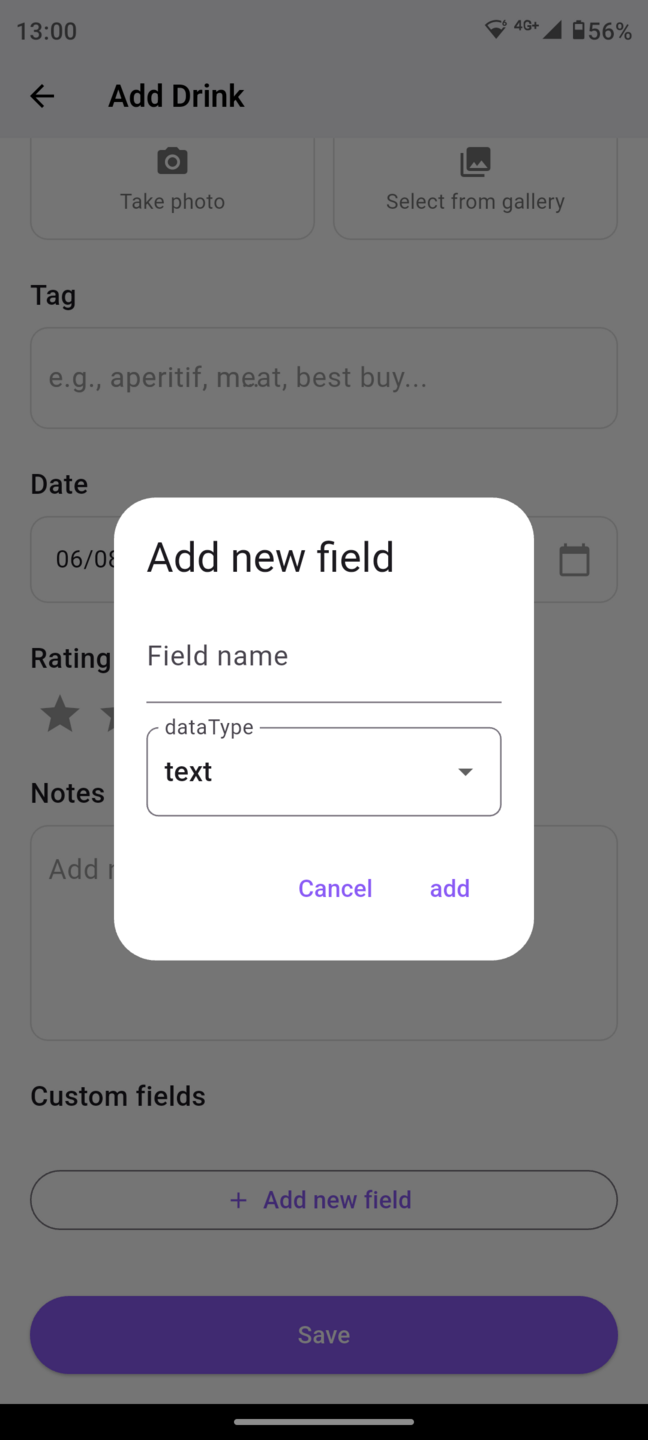 13:00
4G+
56%
Add Drink
Take photo
Select from gallery
Tag
e.g., aperitif, meat, best buy...
Date
06/08
Add new field
Rating
Field name
dataType
text
Notes
Add
Cancel
add
Custom fields
+ Add new field
Save